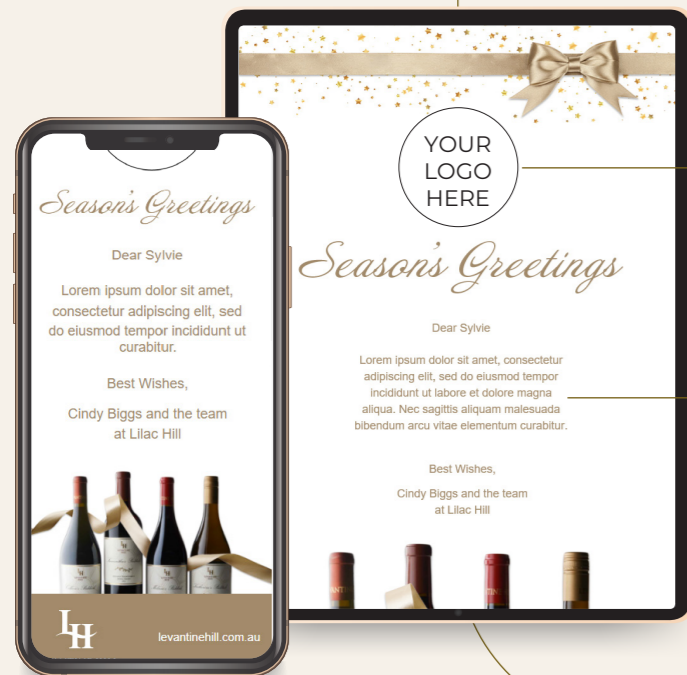 Season's Greetings
Dear Sylvie
Lorem ipsum dolor sit amet,
consectetur adipiscing elit, sed
do eiusmod tempor incididunt ut
curabitur.
Best Wishes,
Cindy Biggs and the team
at Lilac Hill
LH
levantinehill.com.au
YOUR
LOGO
HERE
Season's Greetings
Dear Sylvie
Lorem ipsum dolor sit amet, consectetur
adipiscing elit, sed do eiusmod tempor
incididunt ut labore et dolore magna
aliqua. Nec sagittis aliquam malesuada
bibendum arcu vitae elementum curabitur.
Best Wishes,
Cindy Biggs and the team
at Lilac Hill